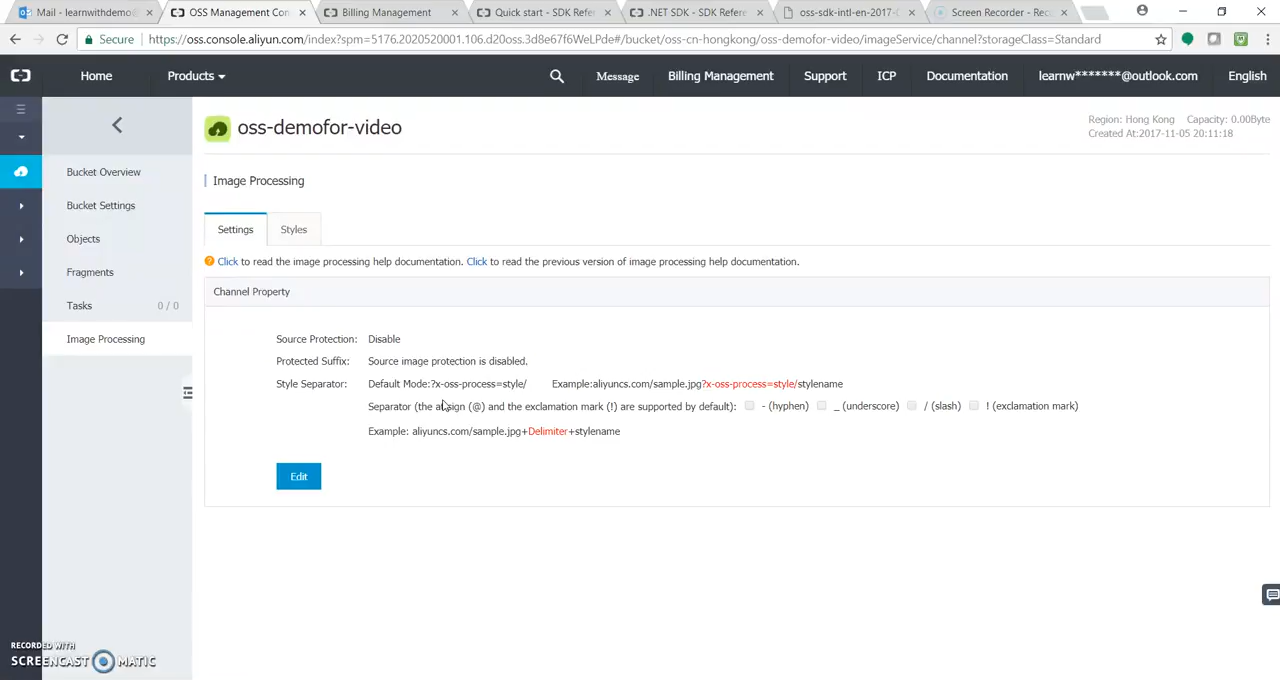 Mail - learnwithdemo
OSS Management Con
Billing Management
Quick start - SDK Refer
.NET SDK - SDK Refere
oss-sdk-intl-en-2017-
Screen Recorder - Rec
Secure https://oss.console.aliyun.com/index?spm=5176.2020520001.106.d20oss.3d8e67f6WeLPde#/bucket/oss-cn-hongkong/oss-demofor-video/imageService/channel?storageClass=Standard
Home Products Message Billing Management Support ICP Documentation learnw*******@outlook.com English
oss-demofor-video
Region: Hong Kong Capacity: 0.00Byte
Created At:2017-11-05 20:11:18
Bucket Overview
Bucket Settings
Objects
Fragments
Tasks 0 / 0
Image Processing
Image Processing
Settings Styles
Click to read the image processing help documentation. Click to read the previous version of image processing help documentation.
Channel Property
Source Protection: Disable
Protected Suffix: Source image protection is disabled.
Style Separator: Default Mode:?x-oss-process=style/ Example:aliyuncs.com/sample.jpg?x-oss-process=style/stylename
Separator (the at sign (@) and the exclamation mark (!) are supported by default): - (hyphen) _ (underscore) / (slash) ! (exclamation mark)
Example: aliyuncs.com/sample.jpg+Delimiter+stylename
Edit
RECORDED WITH
SCREENCAST MATIC